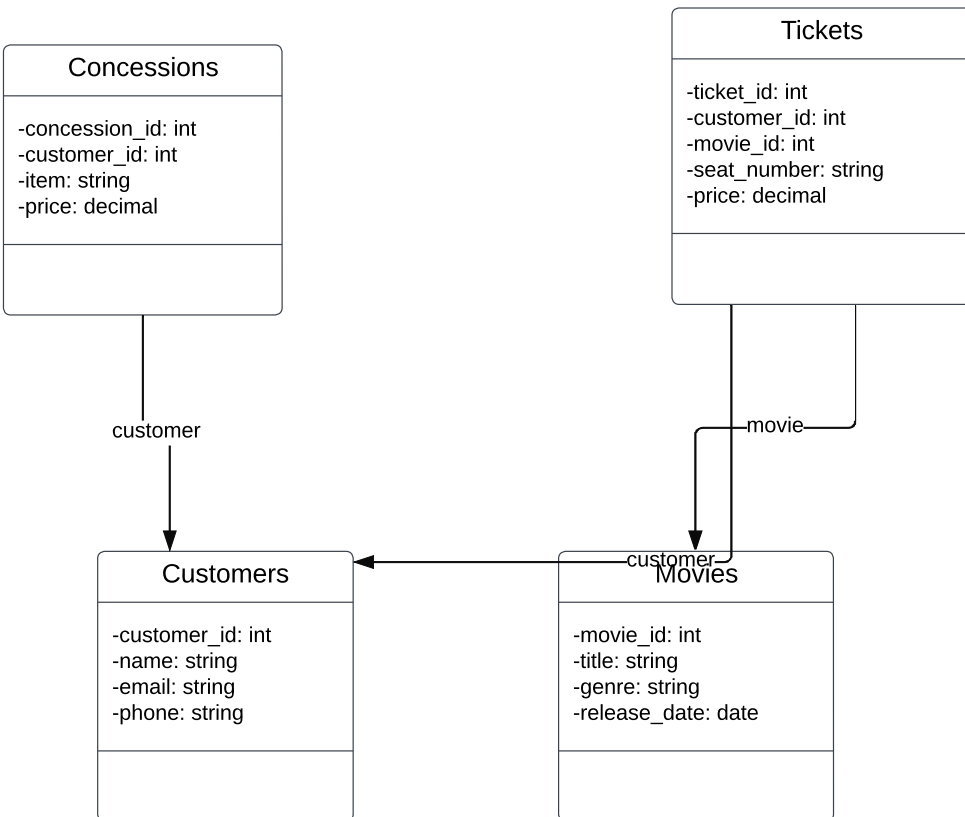 Concessions
-concession_id: int
-customer_id: int
-item: string
-price: decimal
Tickets
-ticket_id: int
-customer_id: int
-movie_id: int
-seat_number: string
-price: decimal
customer
movie
customer
Customers
-customer_id: int
-name: string
-email: string
-phone: string
Movies
-movie_id: int
-title: string
-genre: string
-release_date: date